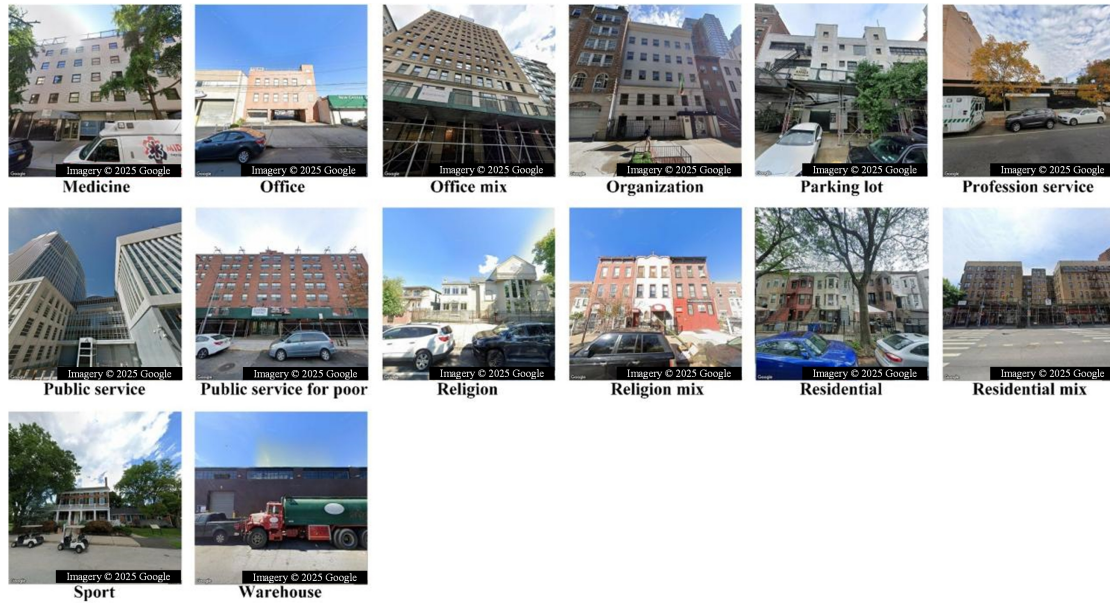 Imagery © 2025 Google
Imagery © 2025 Google
Imagery © 2025 Google
Imagery © 2025 Google
Imagery © 2025 Google
Imagery © 2025 Google
Medicine
Office
Office mix
Organization
Parking lot
Profession service
Imagery © 2025 Google
Imagery © 2025 Google
Imagery © 2025 Google
Imagery © 2025 Google
Imagery © 2025 Google
Imagery © 2025 Google
Public service
Public service for poor
Religion
Religion mix
Residential
Residential mix
Imagery © 2025 Google
Imagery © 2025 Google
Sport
Warehouse